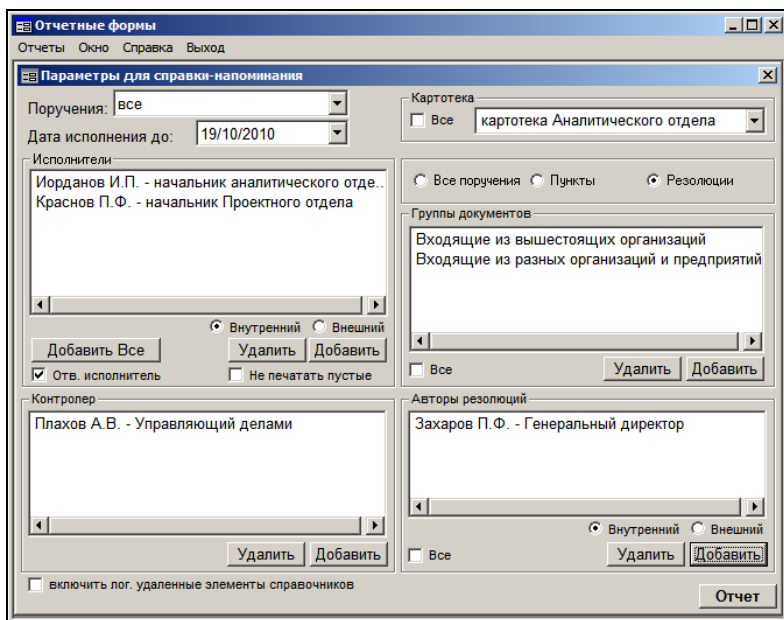 Отчетные формы
Отчеты Окно Справка Выход
Параметры для справки-напоминания
Поручения: все
Дата исполнения до: 19/10/2010
Картотека
Все картотека Аналитического отдела
Исполнители
Иорданов И.П. - начальник аналитического отде..
Краснов П.Ф. - начальник Проектного отдела
Внутренний Внешний
Добавить Все Удалить Добавить
Отв. исполнитель Не печатать пустые
Все поручения Пункты Резолюции
Группы документов
Входящие из вышестоящих организаций
Входящие из разных организаций и предприятий
Все Удалить Добавить
Контролер
Плахов А.В. - Управляющий делами
Удалить Добавить
Авторы резолюций
Захаров П.Ф. - Генеральный директор
Внутренний Внешний
Все Удалить Добавить
включить лог. удаленные элементы справочников
Отчет